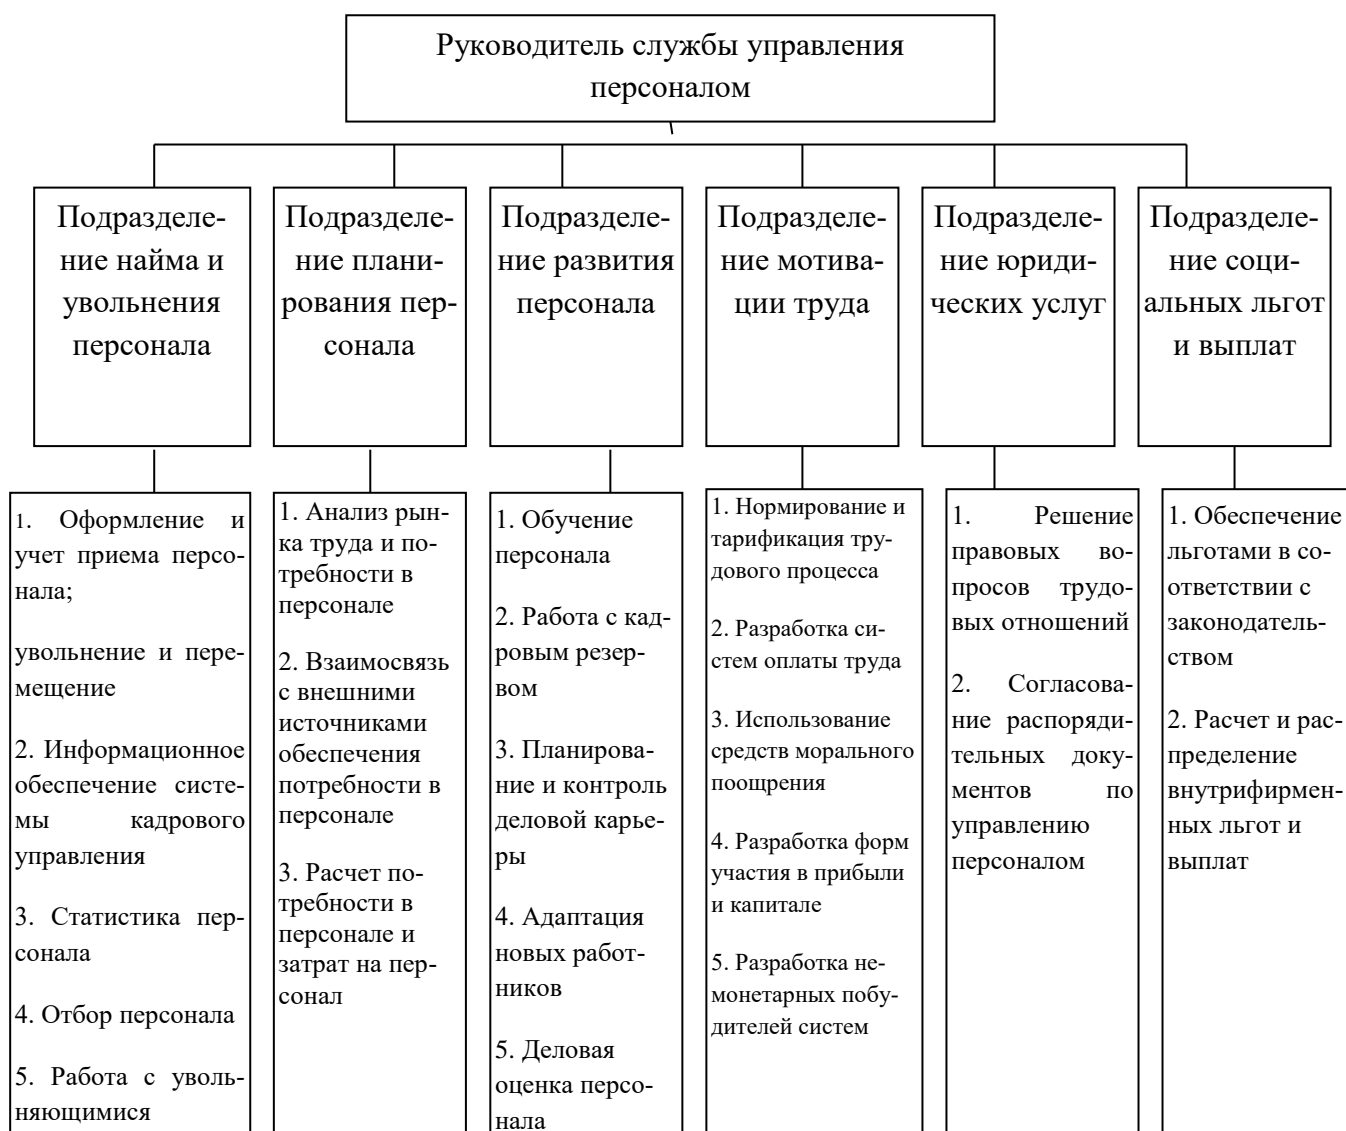 Руководитель службы управления
персоналом
Подразделе-
ние найма и
увольнения
персонала
Подразделе-
ние плани-
рования пер-
сонала
Подразделе-
ние развития
персонала
Подразделе-
ние мотива-
ции труда
Подразделе-
ние юриди-
ческих услуг
Подразделе-
ние соци-
альных льгот
и выплат
1. Оформление и
учет приема персо-
нала;
увольнение и пере-
мещение
2. Информационное
обеспечение систе-
мы кадрового
управления
3. Статистика пер-
сонала
4. Отбор персонала
5. Работа с уволь-
няющимися
1. Анализ рын-
ка труда и по-
требности в
персонале
2. Взаимосвязь
с внешними
источниками
обеспечения
потребности в
персонале
3. Расчет по-
требности в
персонале и
затрат на пер-
сонал
1. Обучение
персонала
2. Работа с кад-
ровым резер-
вом
3. Планирова-
ние и контроль
деловой карье-
ры
4. Адаптация
новых работ-
ников
5. Деловая
оценка персо-
нала
1. Нормирование и
тарификация тру-
дового процесса
2. Разработка си-
стем оплаты труда
3. Использование
средств морального
поощрения
4. Разработка форм
участия в прибыли
и капитале
5. Разработка не-
монетарных побу-
дителей систем
1. Решение
правовых во-
просов трудо-
вых отношений
2. Согласова-
ние распоряди-
тельных доку-
ментов по
управлению
персоналом
1. Обеспечение
льготами в со-
ответствии с
законодатель-
ством
2. Расчет и рас-
пределение
внутрифирмен-
ных льгот и
выплат